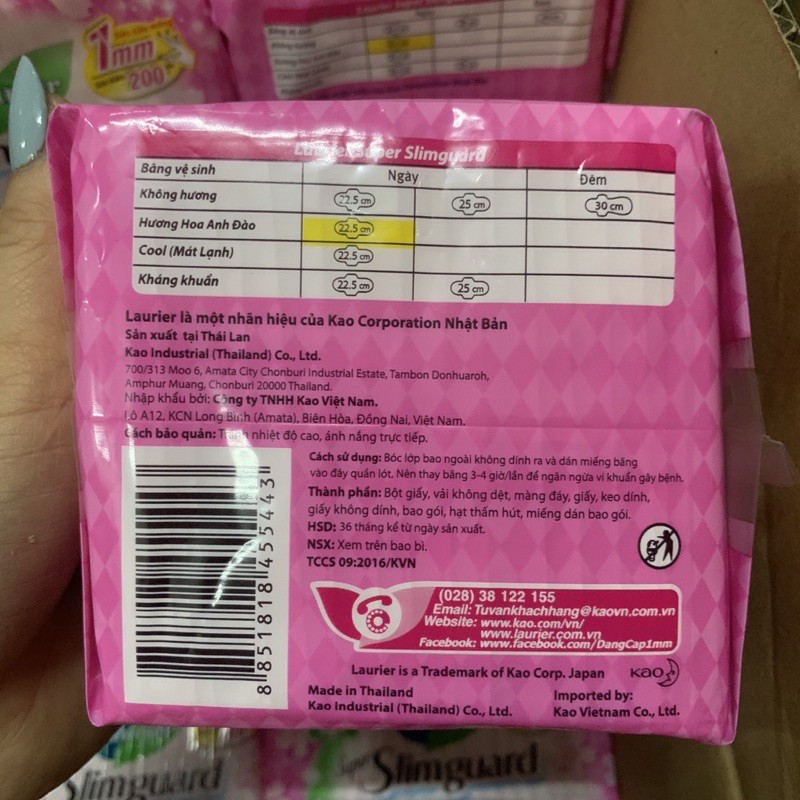 1mm
200
Laurier Super Slimguard
Băng vệ sinh Ngày Đêm
Không hương 22.5 cm 25 cm 30 cm
Hương Hoa Anh Đào 22.5 cm
Cool (Mát Lạnh) 22.5 cm
Kháng khuẩn 22.5 cm 25 cm
Laurier là một nhãn hiệu của Kao Corporation Nhật Bản
Sản xuất tại Thái Lan
Kao Industrial (Thailand) Co., Ltd.
700/313 Moo 6, Amata City Chonburi Industrial Estate, Tambon Donhuaroh,
Amphur Muang, Chonburi 20000 Thailand.
Nhập khẩu bởi: Công ty TNHH Kao Việt Nam.
Lô A12, KCN Long Bình (Amata), Biên Hòa, Đồng Nai, Việt Nam.
Cách bảo quản: Tránh nhiệt độ cao, ánh nắng trực tiếp.
Cách sử dụng: Bóc lớp bao ngoài không dính ra và dán miếng băng
vào đáy quần lót. Nên thay băng 3-4 giờ/lần để ngăn ngừa vi khuẩn gây bệnh.
Thành phần: Bột giấy, vải không dệt, màng đáy, giấy, keo dính,
giấy không dính, bao gói, hạt thấm hút, miếng dán bao gói.
HSD: 36 tháng kể từ ngày sản xuất.
NSX: Xem trên bao bì.
TCCS 09:2016/KVN
8 851818 455443
(028) 38 122 155
Email: Tuvankhachhang@kaovn.com.vn
Website: www.kao.com/vn/
www.laurier.com.vn
Facebook: www.facebook.com/DangCap1mm
Laurier is a Trademark of Kao Corp. Japan
Kao
Made in Thailand
Kao Industrial (Thailand) Co., Ltd.
Imported by:
Kao Vietnam Co., Ltd.
Slimguard
Super Slimguard